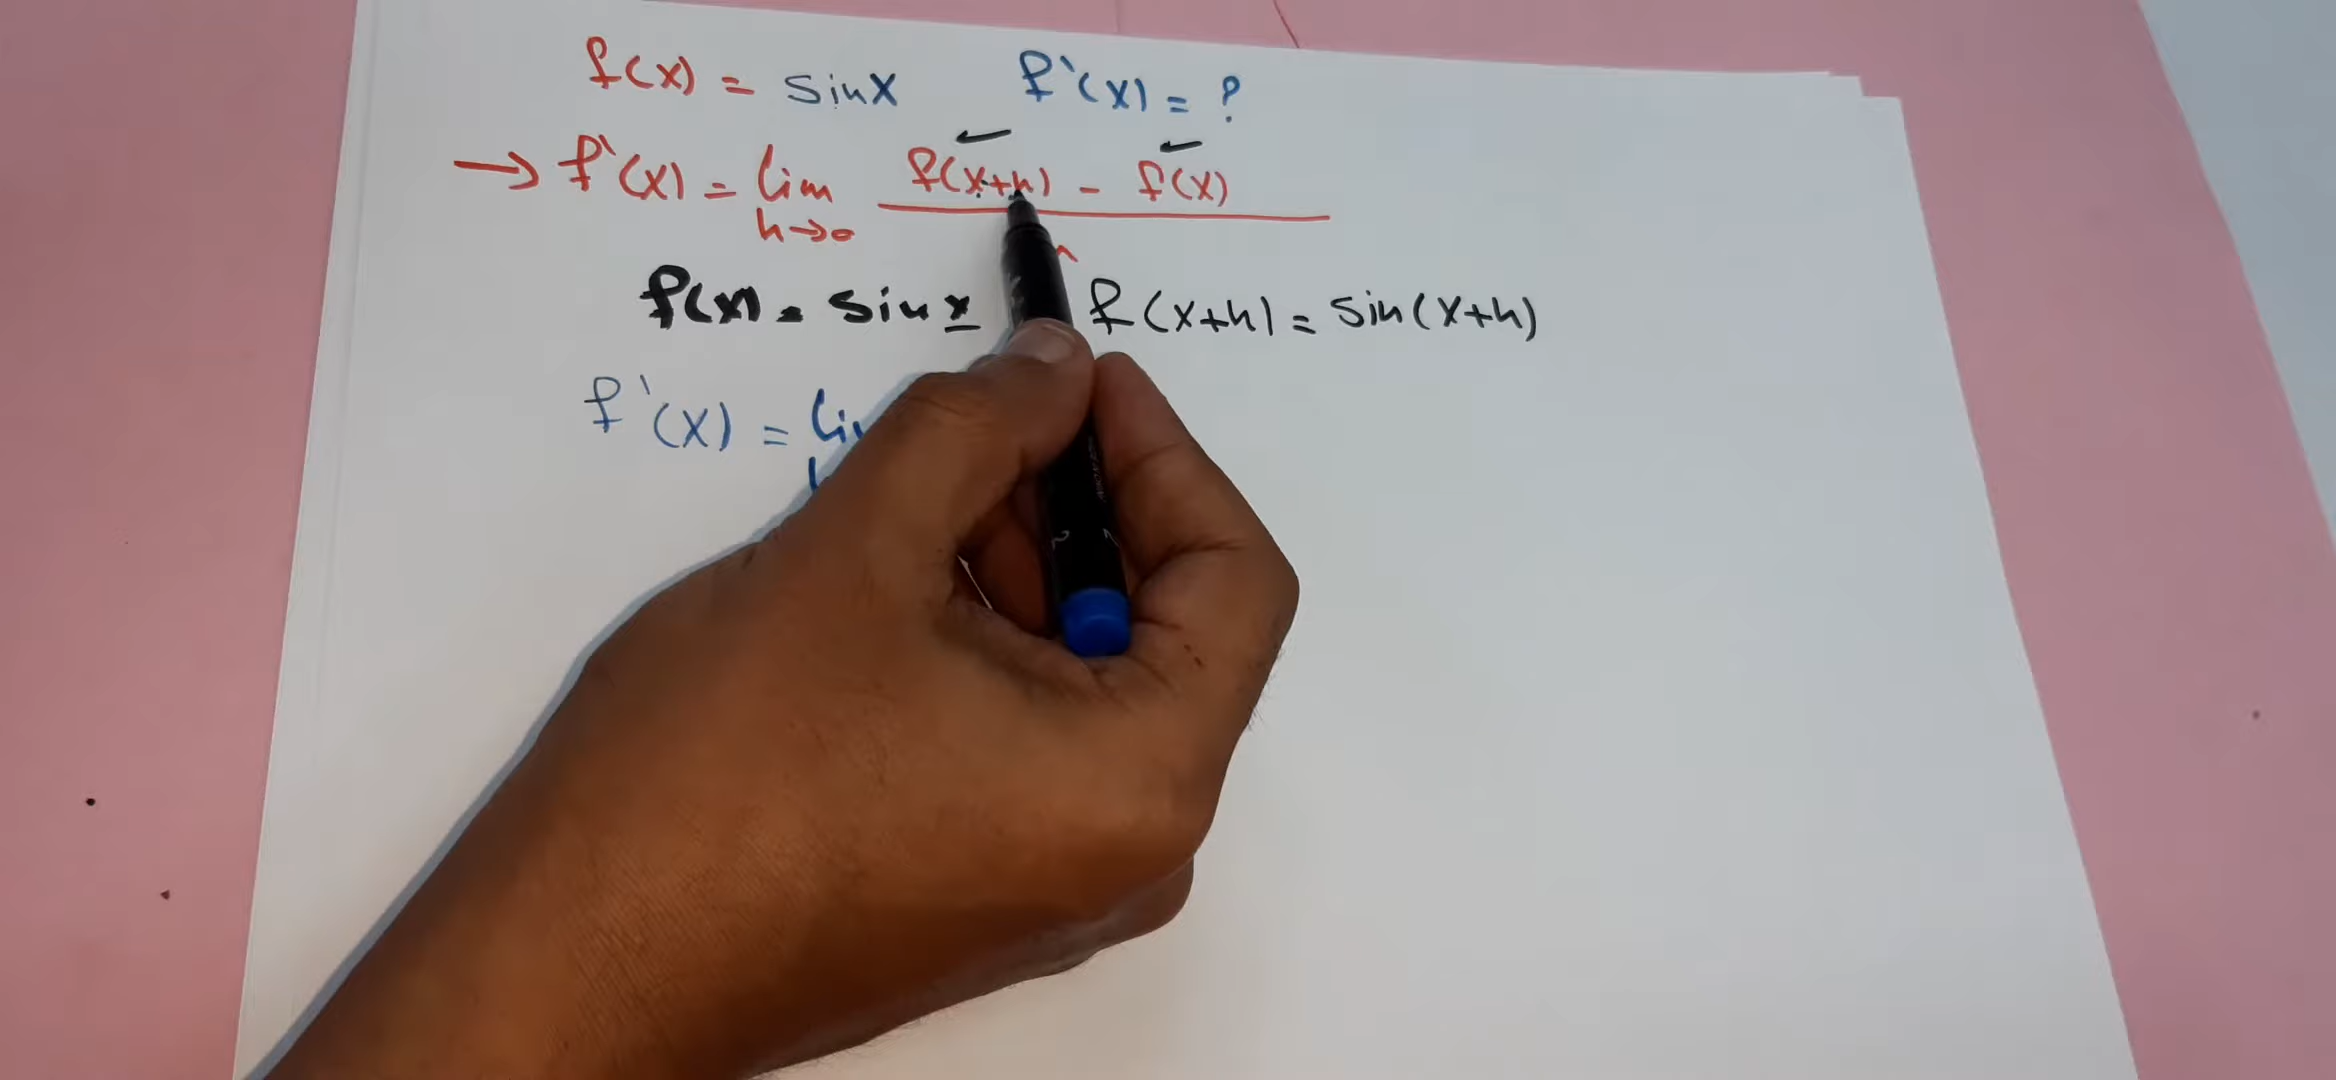 f(x) = sinx f'(x) = ?
→ f'(x) = lim f(x+h) - f(x)
h→0
f(x) = sinx f(x+h) = sin(x+h)
f'(x) =